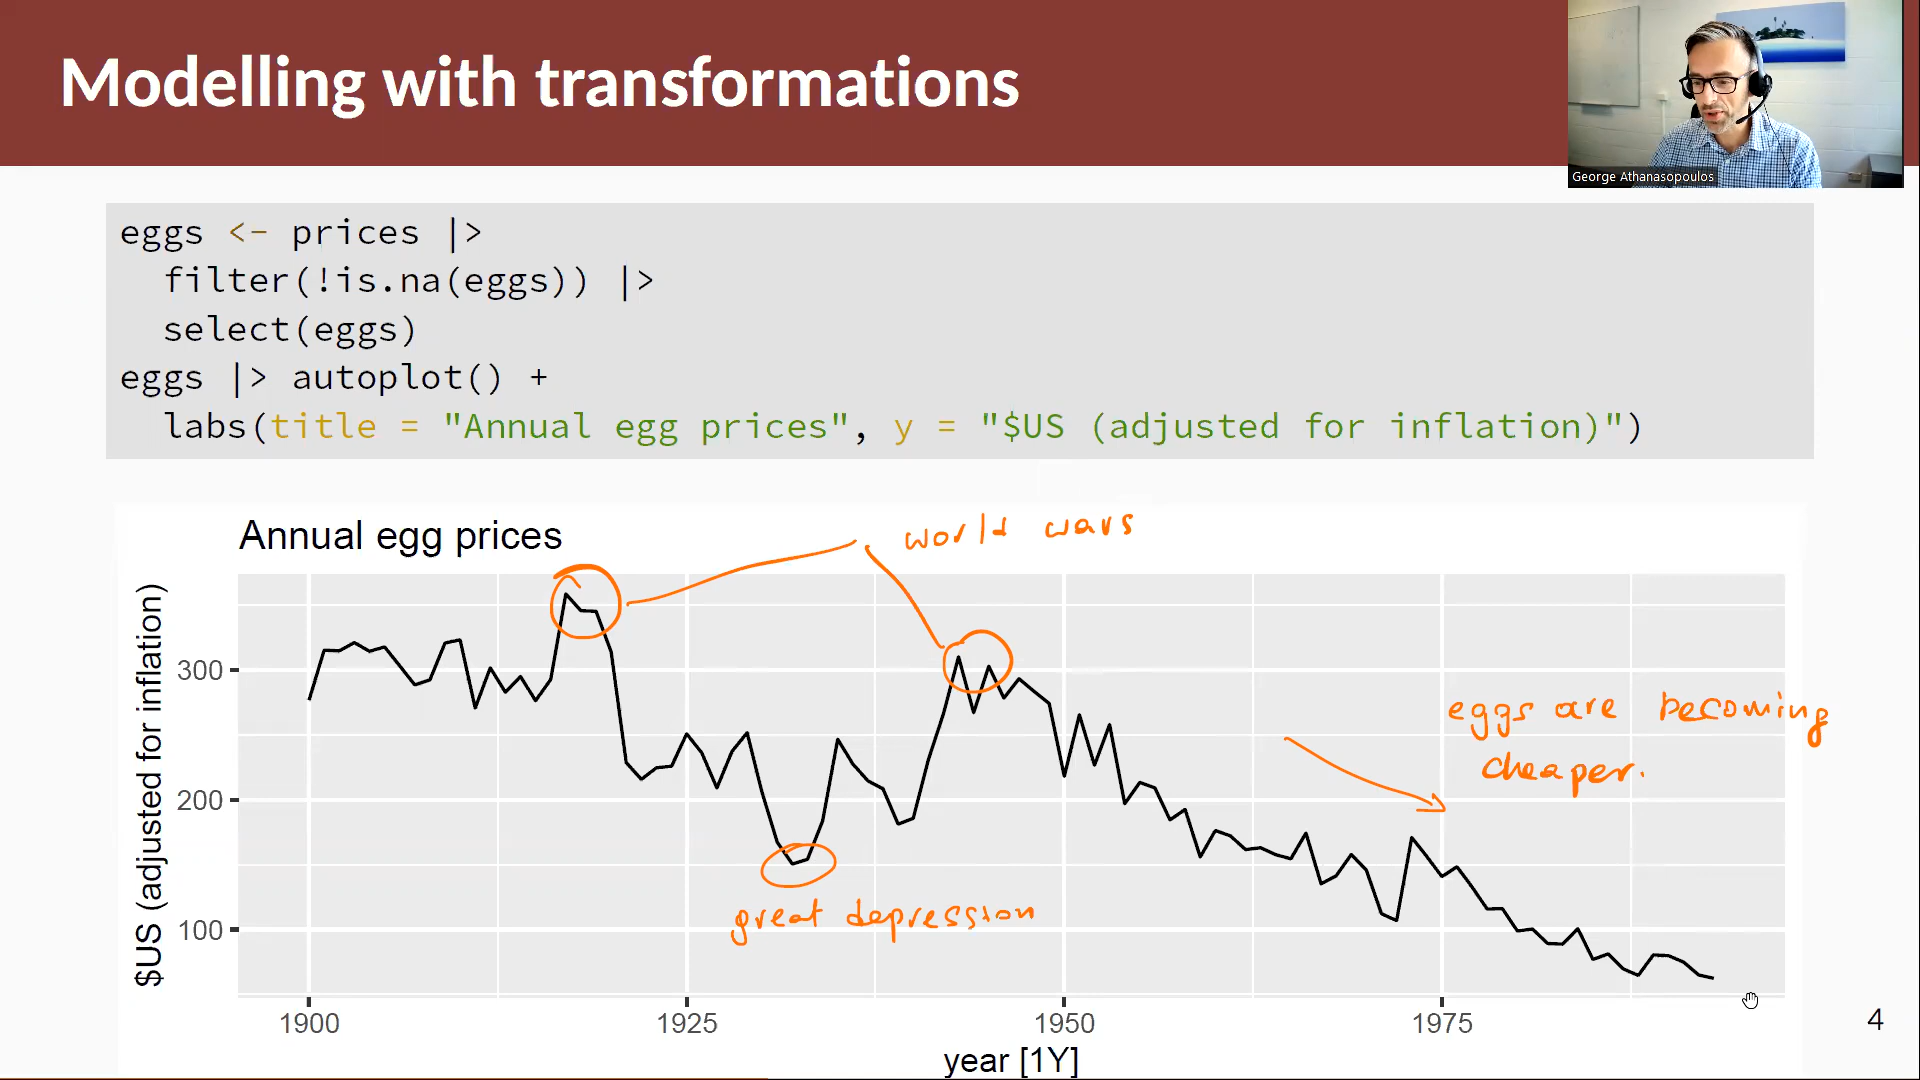 Modelling with transformations
George Athanasopoulos
eggs <- prices |>
filter(!is.na(eggs)) |>
select(eggs)
eggs |> autoplot() +
labs(title = "Annual egg prices", y = "$US (adjusted for inflation)")
Annual egg prices
world wars
$US (adjusted for inflation)
300
200
100
eggs are becoming
cheaper.
great depression
1900 1925 1950 1975
year [1Y]
4